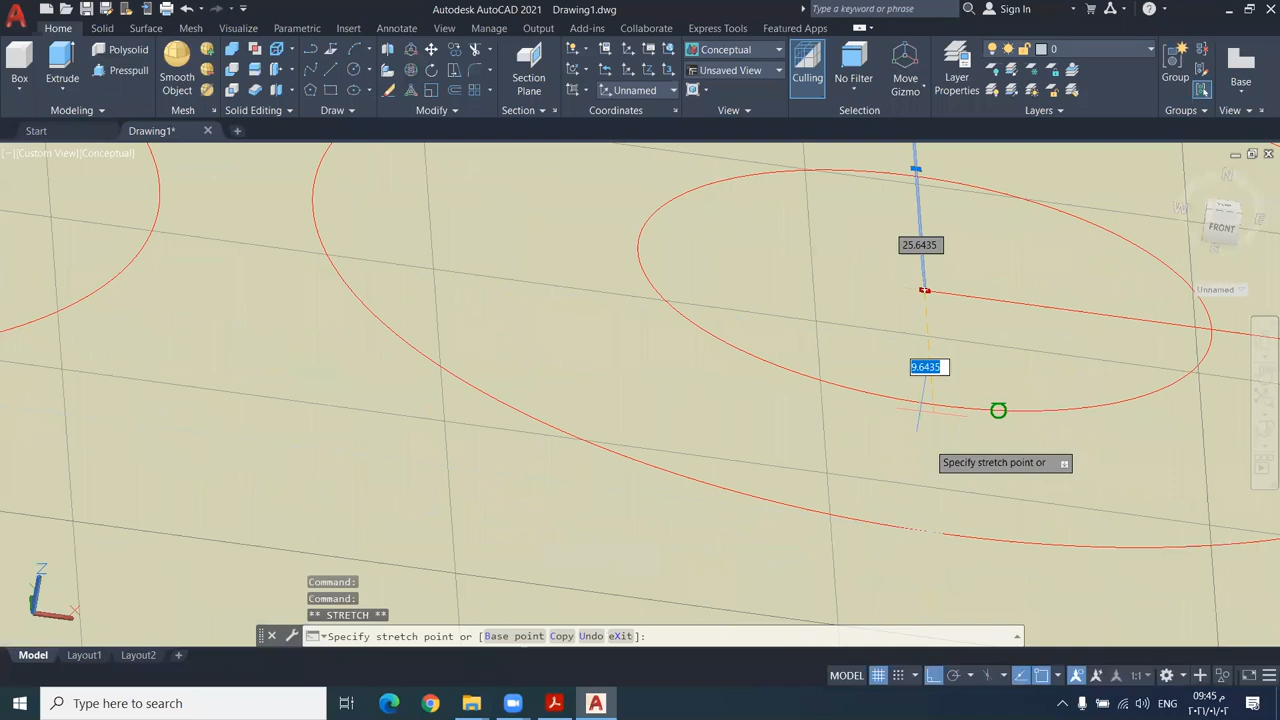 Autodesk AutoCAD 2021 Drawing1.dwg
Type a keyword or phrase
Sign In
Home Solid Surface Mesh Visualize Parametric Insert Annotate View Manage Output Collaborate Express Tools Featured Apps
Box
Extrude
Polysolid
Presspull
Smooth Object
Section Plane
Conceptual
Unsaved View
Unnamed
Culling
No Filter
Move Gizmo
Layer Properties
0
Group
Base
Modeling Mesh Solid Editing Draw Modify Section Coordinates View Selection Layers Groups View
Start
Drawing1*
[−][Custom View][Conceptual]
N
W
E
S
TOP
FRONT
Unnamed
25.6435
9.6435
Specify stretch point or
Z
X
Command:
Command:
** STRETCH **
Specify stretch point or [Base point Copy Undo eXit]:
Model Layout1 Layout2
MODEL
1:1
Type here to search
ENG
09:45 م